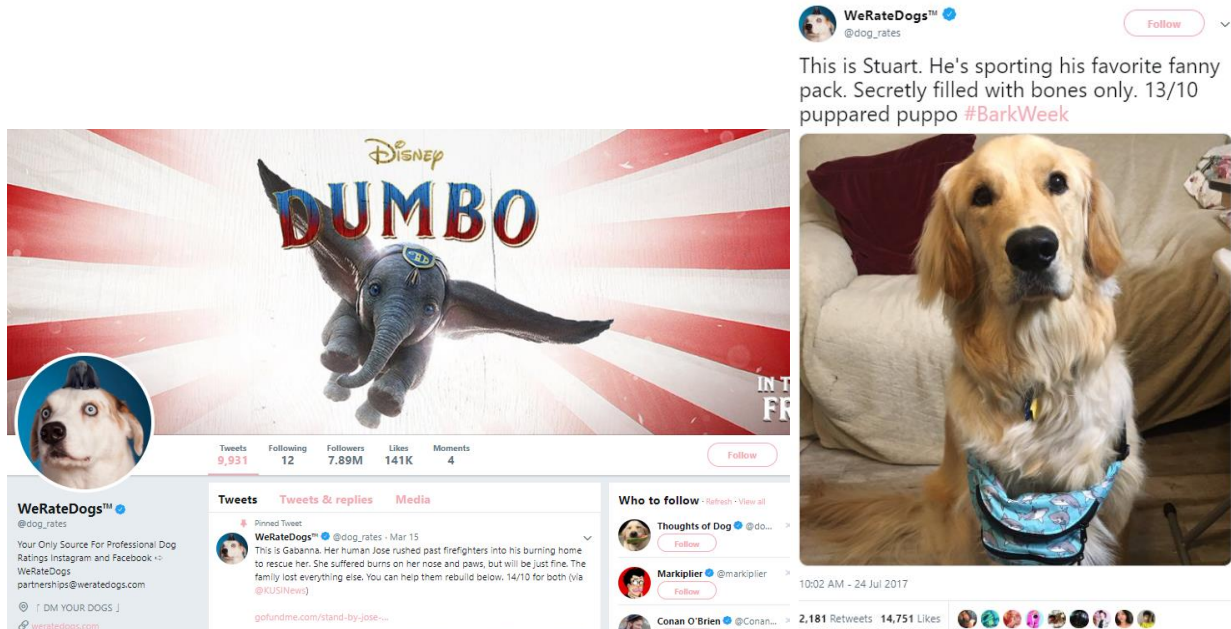 DISNEY
DUMBO
IN T
FR
Tweets
9,931
Following
12
Followers
7.89M
Likes
141K
Moments
4
Follow
WeRateDogs™
@dog_rates
Your Only Source For Professional Dog
Ratings Instagram and Facebook ➪
WeRateDogs
partnerships@weratedogs.com
「 DM YOUR DOGS 」
weratedogs.com
Tweets Tweets & replies Media
Pinned Tweet
WeRateDogs™ @dog_rates · Mar 15
This is Gabanna. Her human Jose rushed past firefighters into his burning home
to rescue her. She suffered burns on her nose and paws, but will be just fine. The
family lost everything else. You can help them rebuild below. 14/10 for both (via
@KUSINews)
gofundme.com/stand-by-jose-...
Who to follow · Refresh · View all
Thoughts of Dog @do...
Follow
Markiplier @markiplier
Follow
Conan O'Brien @Conan...
WeRateDogs™
@dog_rates
Follow
This is Stuart. He's sporting his favorite fanny
pack. Secretly filled with bones only. 13/10
puppared puppo #BarkWeek
10:02 AM - 24 Jul 2017
2,181 Retweets 14,751 Likes